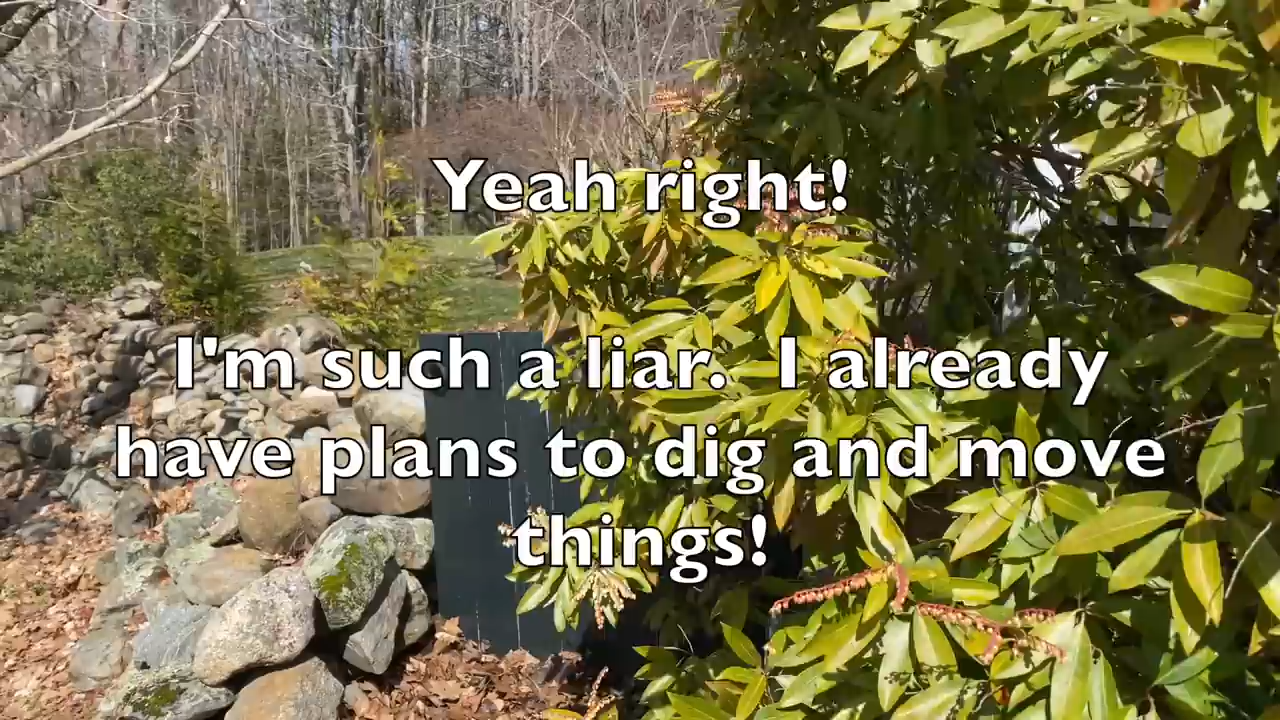 Yeah right!
I'm such a liar.  I already
have plans to dig and move
things!